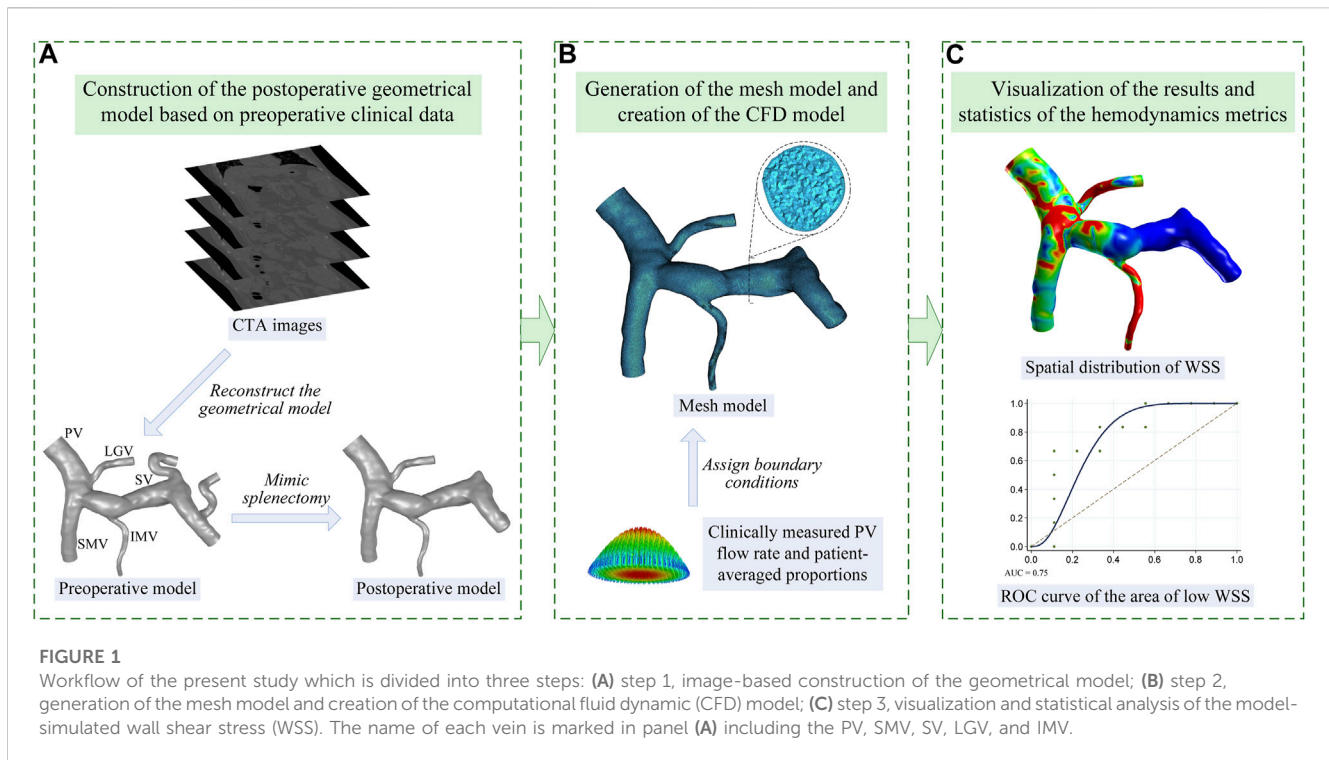 A
Construction of the postoperative geometrical
model based on preoperative clinical data
CTA images
Reconstruct the
geometrical model
PV
LGV
SV
SMV
IMV
Mimic
splenectomy
Preoperative model
Postoperative model
B
Generation of the mesh model and
creation of the CFD model
Mesh model
Assign boundary
conditions
Clinically measured PV
flow rate and patient-
averaged proportions
C
Visualization of the results and
statistics of the hemodynamics metrics
Spatial distribution of WSS
1.0
0.8
0.6
0.4
0.2
0.0
0.0 0.2 0.4 0.6 0.8 1.0
AUC = 0.75
ROC curve of the area of low WSS
FIGURE 1
Workflow of the present study which is divided into three steps: (A) step 1, image-based construction of the geometrical model; (B) step 2,
generation of the mesh model and creation of the computational fluid dynamic (CFD) model; (C) step 3, visualization and statistical analysis of the model-
simulated wall shear stress (WSS). The name of each vein is marked in panel (A) including the PV, SMV, SV, LGV, and IMV.